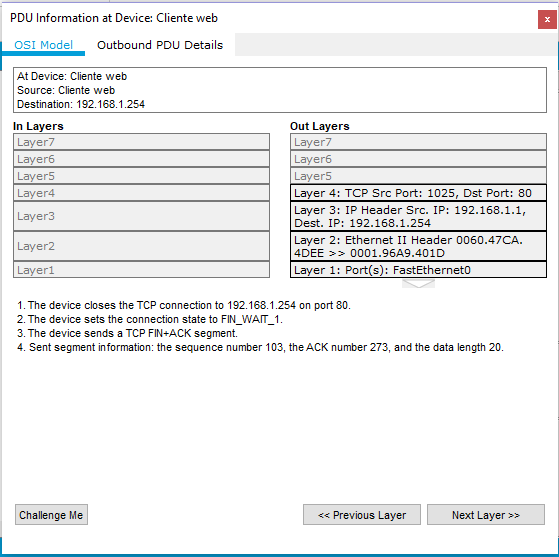 PDU Information at Device: Cliente web
x
OSI Model Outbound PDU Details
At Device: Cliente web
Source: Cliente web
Destination: 192.168.1.254
In Layers
Layer7
Layer6
Layer5
Layer4
Layer3
Layer2
Layer1
Out Layers
Layer7
Layer6
Layer5
Layer 4: TCP Src Port: 1025, Dst Port: 80
Layer 3: IP Header Src. IP: 192.168.1.1,
Dest. IP: 192.168.1.254
Layer 2: Ethernet II Header 0060.47CA.
4DEE >> 0001.96A9.401D
Layer 1: Port(s): FastEthernet0
1. The device closes the TCP connection to 192.168.1.254 on port 80.
2. The device sets the connection state to FIN_WAIT_1.
3. The device sends a TCP FIN+ACK segment.
4. Sent segment information: the sequence number 103, the ACK number 273, and the data length 20.
Challenge Me
<< Previous Layer
Next Layer >>